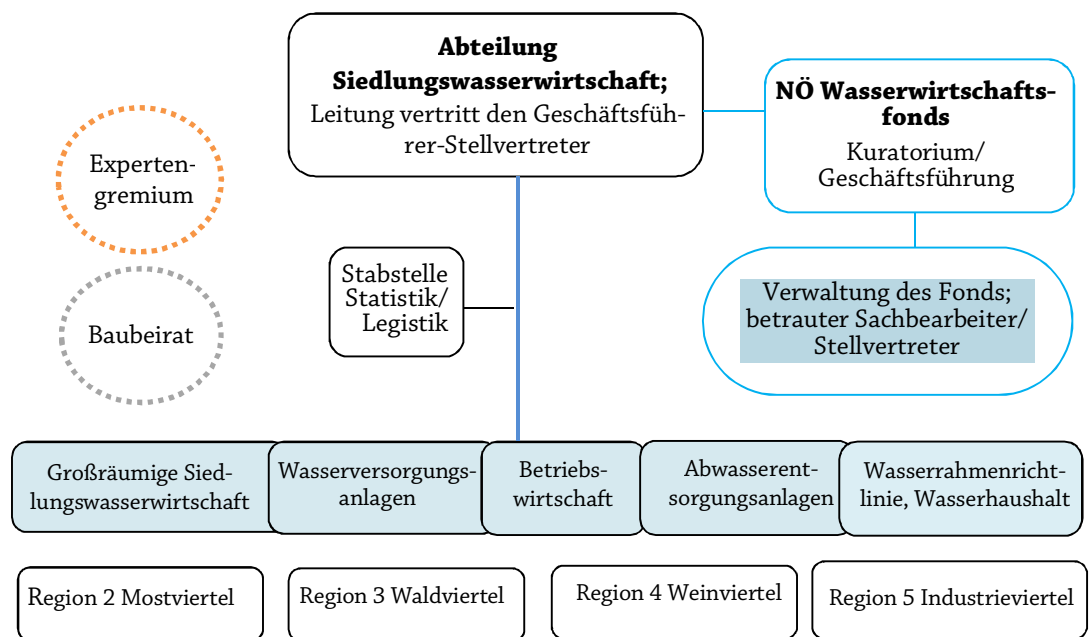 Abteilung
Siedlungswasserwirtschaft;
Leitung vertritt den Geschäftsfüh-
rer-Stellvertreter
NÖ Wasserwirtschafts-
fonds
Kuratorium/
Geschäftsführung
Experten-
gremium
Baubeirat
Stabstelle
Statistik/
Legistik
Verwaltung des Fonds;
betrauter Sachbearbeiter/
Stellvertreter
Großräumige Sied-
lungswasserwirtschaft
Wasserversorgungs-
anlagen
Betriebs-
wirtschaft
Abwasserent-
sorgungsanlagen
Wasserrahmenricht-
linie, Wasserhaushalt
Region 2 Mostviertel
Region 3 Waldviertel
Region 4 Weinviertel
Region 5 Industrieviertel